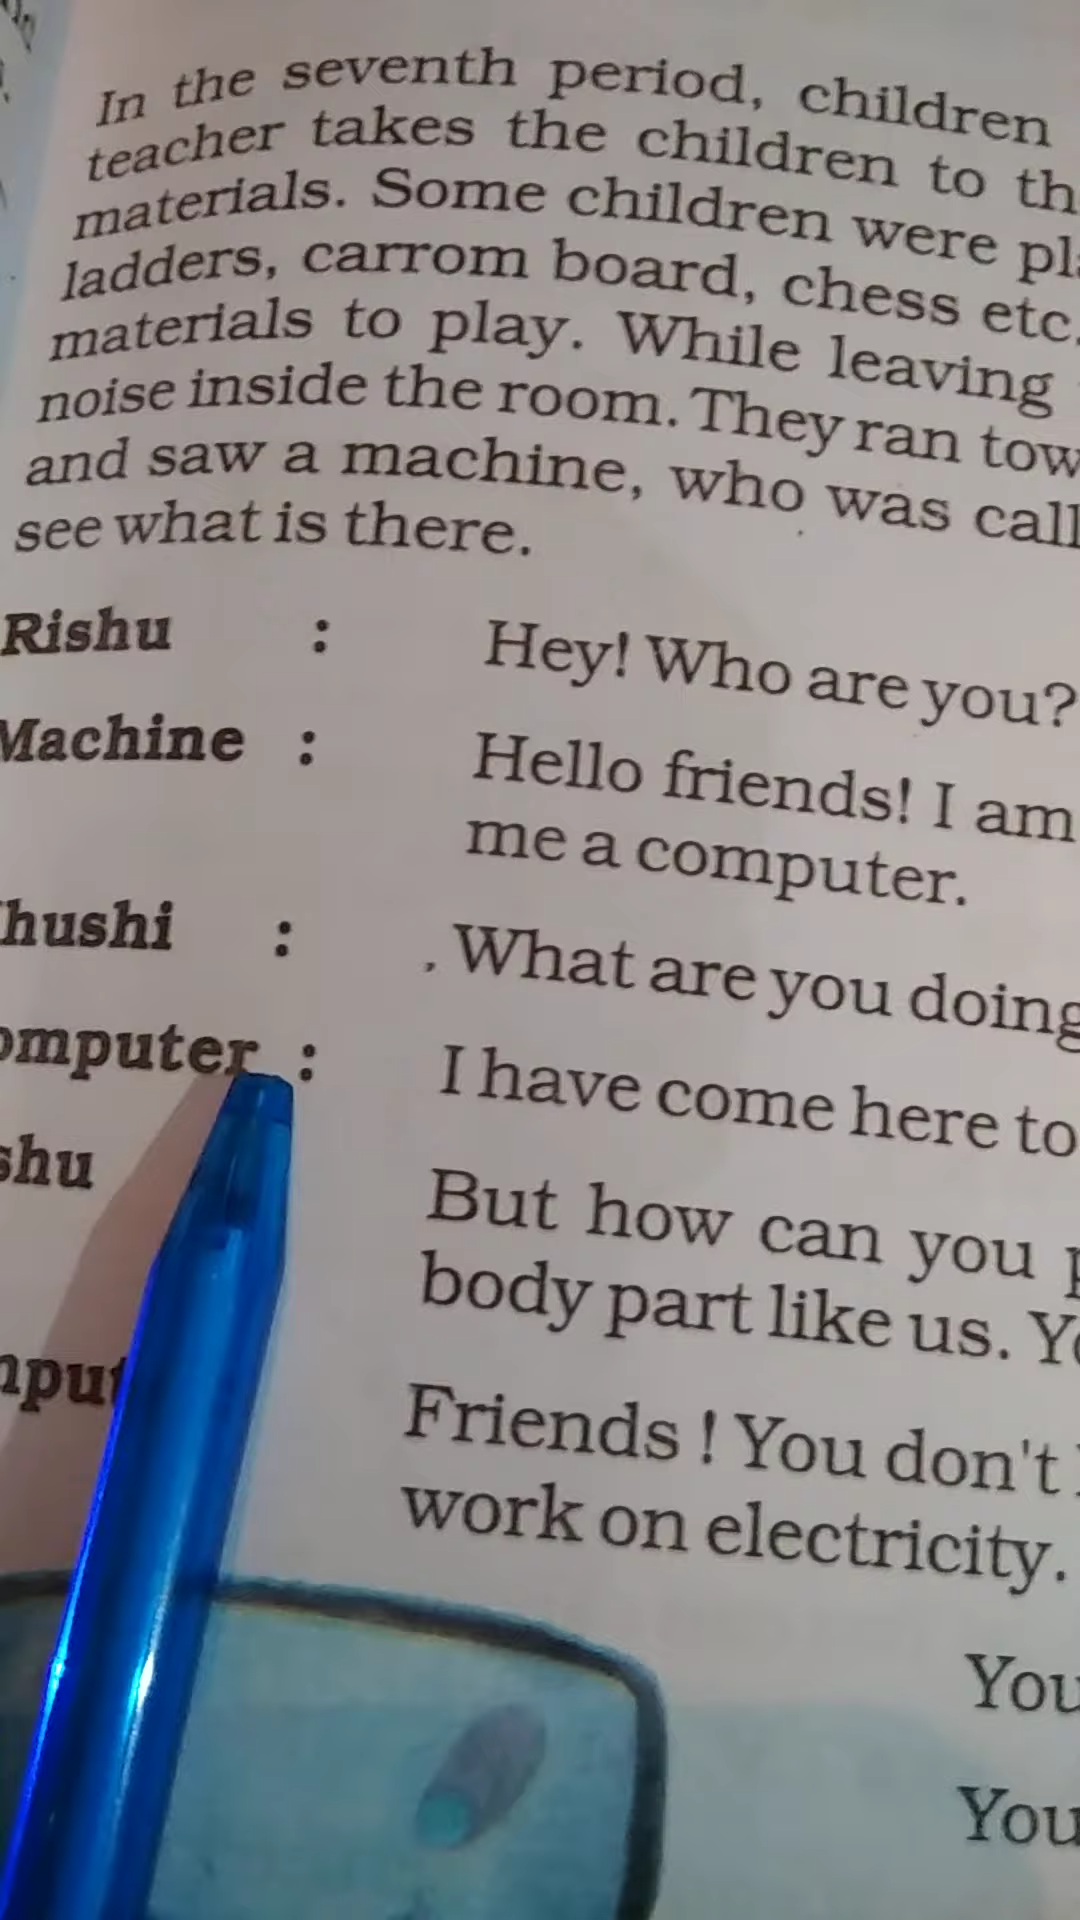 In the seventh period, children
teacher takes the children to th
materials. Some children were pl
ladders, carrom board, chess etc.
materials to play. While leaving
noise inside the room. They ran tow
and saw a machine, who was call
see what is there.
Rishu : Hey! Who are you?
Machine : Hello friends! I am
me a computer.
hushi : What are you doing
omputer : I have come here to
shu But how can you p
body part like us. Yo
mput Friends ! You don't
work on electricity.
You
You